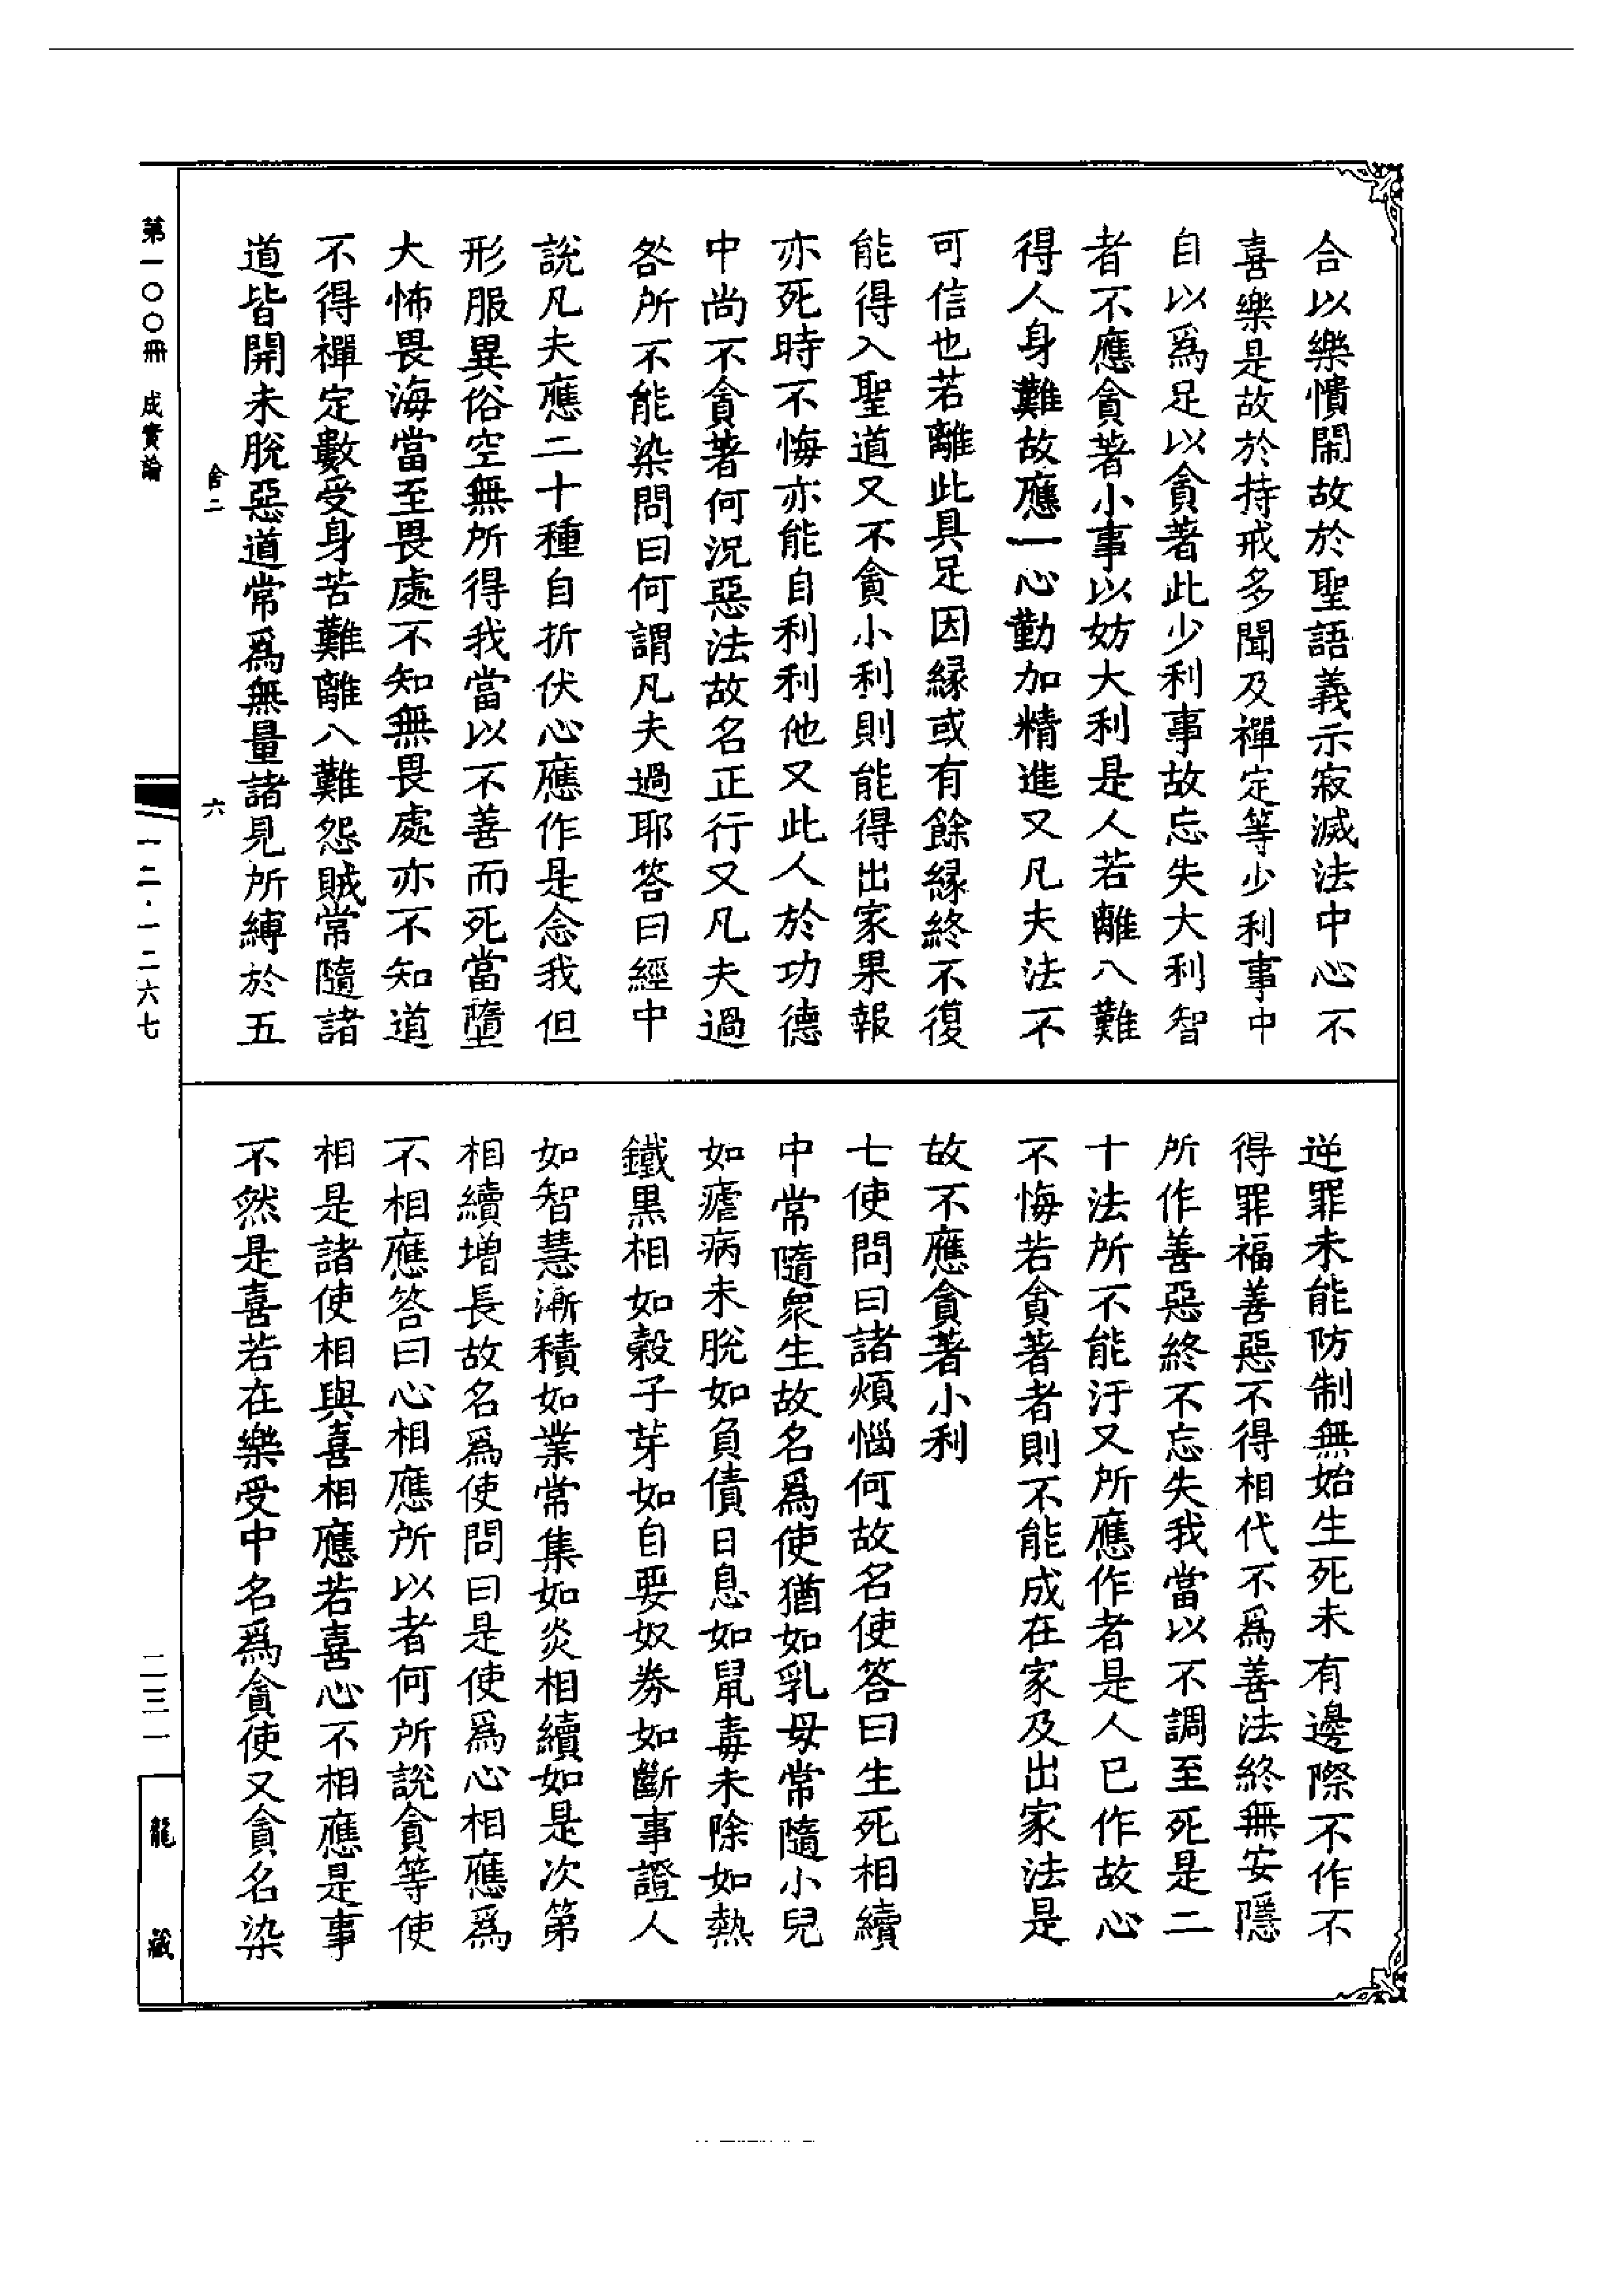 合以樂憒閙故於聖語義示寂滅法中心不
喜樂是故於持戒多聞及禪定等少利事中
自以爲足以貪著此少利事故忘失大利智
者不應貪著小事以妨大利是人若離八難
得人身難故應一心勤加精進又凡夫法不
可信也若離此具足因緣或有餘緣終不復
能得入聖道又不貪小利則能得出家果報
亦死時不悔亦能自利利他又此人於功德
中尚不貪著何況惡法故名正行又凡夫過
咎所不能染問曰何謂凡夫過耶答曰經中
說凡夫應二十種自折伏心應作是念我但
形服異俗空無所得我當以不善而死當墮
大怖畏海當至畏處不知無畏處亦不知道
不得禪定數受身苦難離八難怨賊常隨諸
道皆開未脫惡道常爲無量諸見所縛於五
逆罪未能防制無始生死未有邊際不作不
得罪福善惡不得相代不爲善法終無安隱
所作善惡終不忘失我當以不調至死是二
十法所不能汙又所應作者是人已作故心
不悔若貪著者則不能成在家及出家法是
故不應貪著小利
七使問曰諸煩惱何故名使答曰生死相續
中常隨衆生故名爲使猶如乳母常隨小兒
如瘧病未脫如負債日息如鼠毒未除如熱
鐵黑相如穀子芽如自要奴券如斷事證人
如智慧漸積如業常集如炎相續如是次第
相續增長故名爲使問曰是使爲心相應爲
不相應答曰心相應所以者何所說貪等使
相是諸使相與喜相應若喜心不相應是事
不然是喜若在樂受中名爲貪使又貪名染
舍二
六
第一〇〇冊 成實論
一二·一二六七
二三一
龍藏